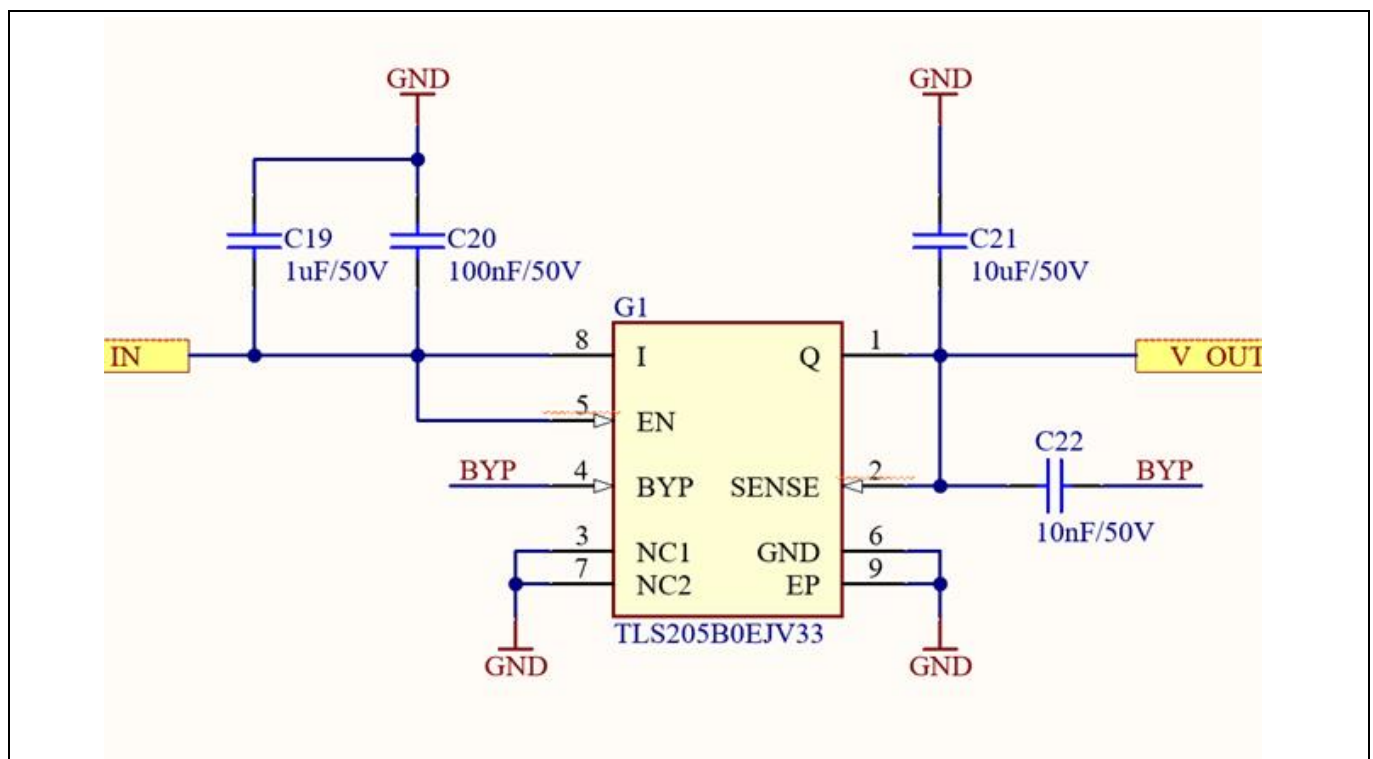 GND
GND
C19
1uF/50V
C20
100nF/50V
C21
10uF/50V
G1
IN
8
I
Q
1
V_OUT
5
EN
C22
BYP
4
BYP
SENSE
2
BYP
10nF/50V
3
NC1
GND
6
7
NC2
EP
9
TLS205B0EJV33
GND
GND